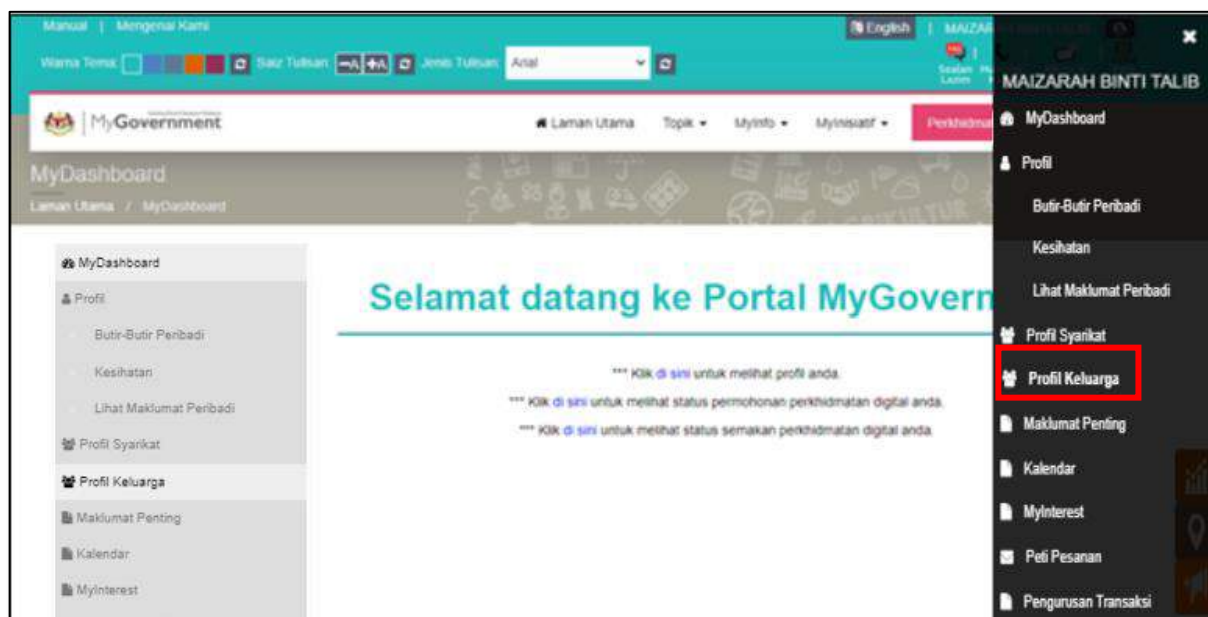 Manual | Mengenai Kami
English | MAIZAR
Warna Tema: Saiz Tulisan: -A +A Jenis Tulisan: Arial
Soalan Lazim
MyGovernment
Laman Utama Topik MyInfo MyInisiatif
MyDashboard
Laman Utama / MyDashboard
MyDashboard
Profil
Butir-Butir Peribadi
Kesihatan
Lihat Maklumat Peribadi
Profil Syarikat
Profil Keluarga
Maklumat Penting
Kalendar
MyInterest
Selamat datang ke Portal MyGovern
*** Klik di sini untuk melihat profil anda.
*** Klik di sini untuk melihat status permohonan perkhidmatan digital anda.
*** Klik di sini untuk melihat status semakan perkhidmatan digital anda.
MAIZARAH BINTI TALIB
MyDashboard
Profil
Butir-Butir Peribadi
Kesihatan
Lihat Maklumat Peribadi
Profil Syarikat
Profil Keluarga
Maklumat Penting
Kalendar
MyInterest
Peti Pesanan
Pengurusan Transaksi